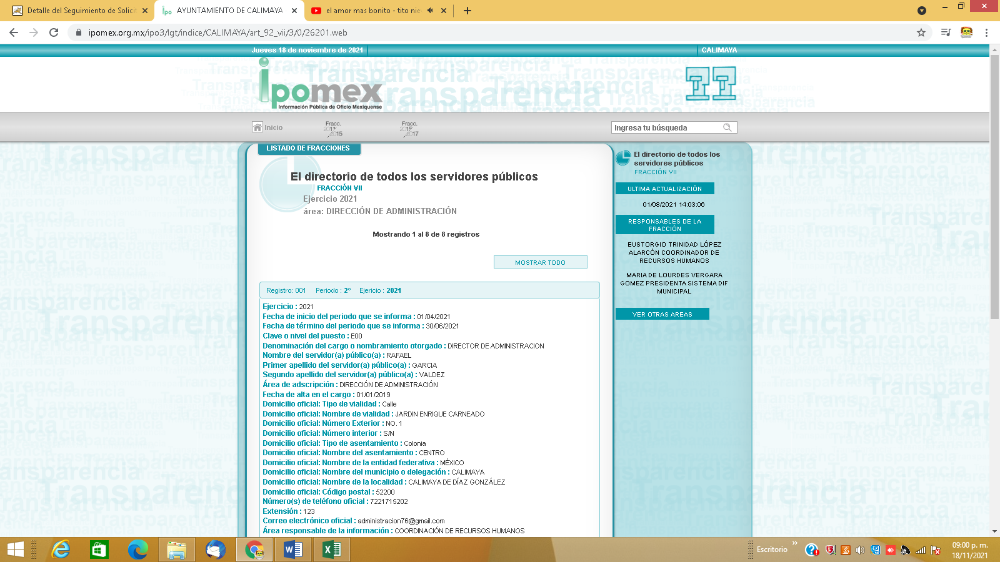 Detalle del Seguimiento de Solicit
AYUNTAMIENTO DE CALIMAYA
el amor mas bonito - tito nie
ipomex.org.mx/ipo3/lgt/indice/CALIMAYA/art_92_vii/3/0/26201.web
Jueves 18 de noviembre de 2021
CALIMAYA
ipomex
Información Pública de Oficio Mexiquense
Transparencia
Inicio
Fracc.
/2015
Fracc.
/2017
Ingresa tu búsqueda
LISTADO DE FRACCIONES
El directorio de todos los servidores públicos
FRACCIÓN VII
Ejercicio 2021
área: DIRECCIÓN DE ADMINISTRACIÓN
Mostrando 1 al 8 de 8 registros
MOSTRAR TODO
Registro: 001 Periodo : 2° Ejericio : 2021
Ejercicio : 2021
Fecha de inicio del periodo que se informa : 01/04/2021
Fecha de término del periodo que se informa : 30/06/2021
Clave o nivel del puesto : E00
Denominación del cargo o nombramiento otorgado : DIRECTOR DE ADMINISTRACION
Nombre del servidor(a) público(a) : RAFAEL
Primer apellido del servidor(a) público(a) : GARCIA
Segundo apellido del servidor(a) público(a) : VALDEZ
Área de adscripción : DIRECCIÓN DE ADMINISTRACIÓN
Fecha de alta en el cargo : 01/01/2019
Domicilio oficial: Tipo de vialidad : Calle
Domicilio oficial: Nombre de vialidad : JARDIN ENRIQUE CARNEADO
Domicilio oficial: Número Exterior : NO. 1
Domicilio oficial: Número interior : S/N
Domicilio oficial: Tipo de asentamiento : Colonia
Domicilio oficial: Nombre del asentamiento : CENTRO
Domicilio oficial: Nombre de la entidad federativa : MÉXICO
Domicilio oficial: Nombre del municipio o delegación : CALIMAYA
Domicilio oficial: Nombre de la localidad : CALIMAYA DE DÍAZ GONZÁLEZ
Domicilio oficial: Código postal : 52200
Número(s) de teléfono oficial : 7221715202
Extensión : 123
Correo electrónico oficial : administracion76@gmail.com
Área responsable de la información : COORDINACIÓN DE RECURSOS HUMANOS
El directorio de todos los
servidores públicos
FRACCIÓN VII
ULTIMA ACTUALIZACIÓN
01/08/2021 14:03:06
RESPONSABLES DE LA
FRACCIÓN
EUSTORGIO TRINIDAD LÓPEZ
ALARCÓN COORDINADOR DE
RECURSOS HUMANOS
MARIA DE LOURDES VERGARA
GOMEZ PRESIDENTA SISTEMA DIF
MUNICIPAL
VER OTRAS AREAS
Escritorio
09:00 p. m.
18/11/2021